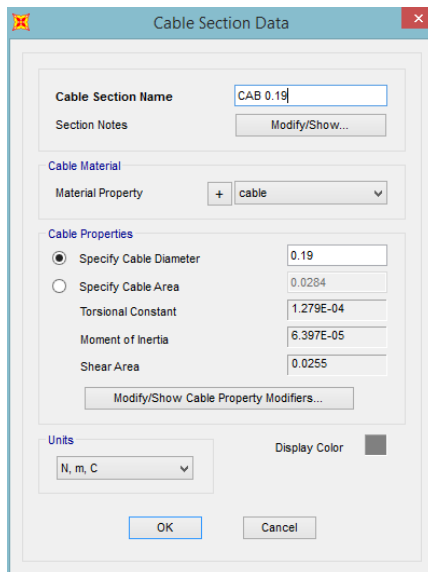 Cable Section Data
Cable Section Name CAB 0.19
Section Notes Modify/Show...
Cable Material
Material Property + cable
Cable Properties
Specify Cable Diameter 0.19
Specify Cable Area 0.0284
Torsional Constant 1.279E-04
Moment of Inertia 6.397E-05
Shear Area 0.0255
Modify/Show Cable Property Modifiers...
Units
Display Color
N, m, C
OK Cancel